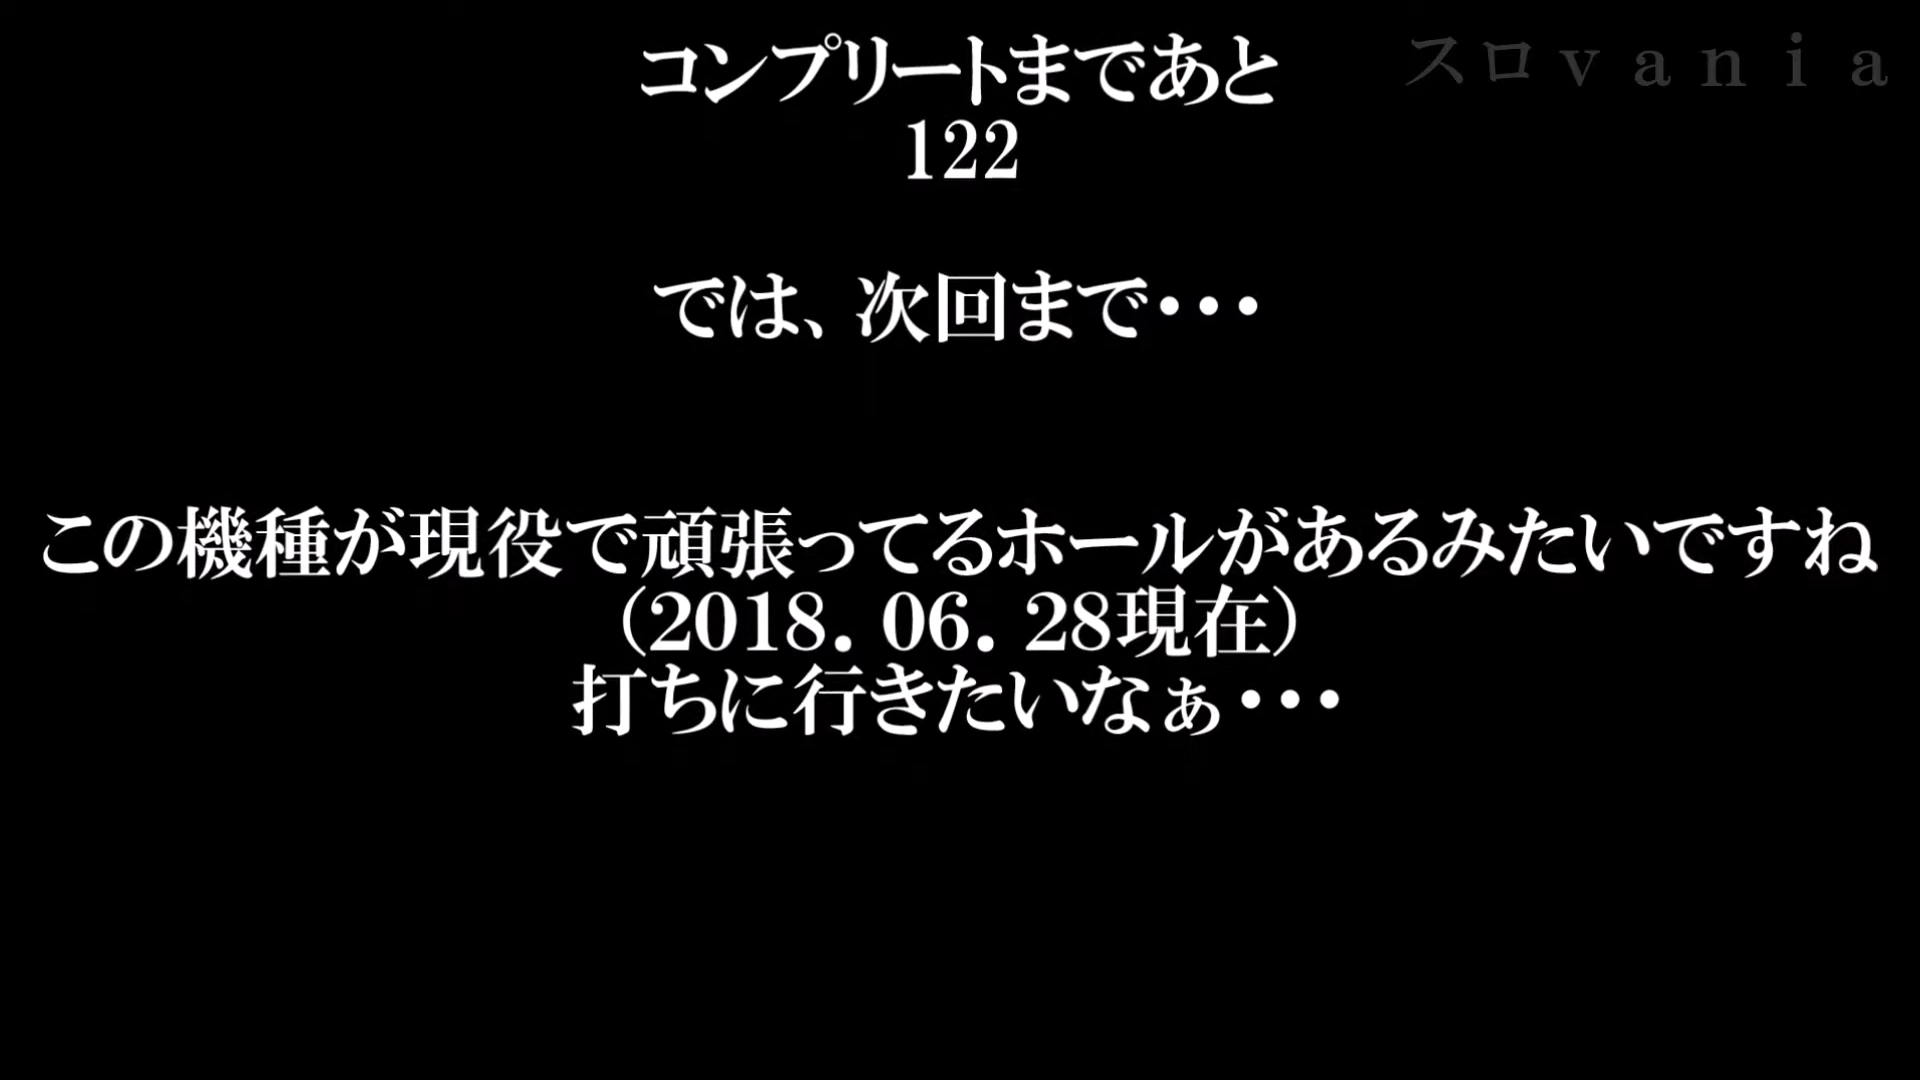 コンプリートまであと
スロvania
122
では、次回まで・・・
この機種が現役で頑張ってるホールがあるみたいですね
（2018．06．28現在）
打ちに行きたいなぁ・・・